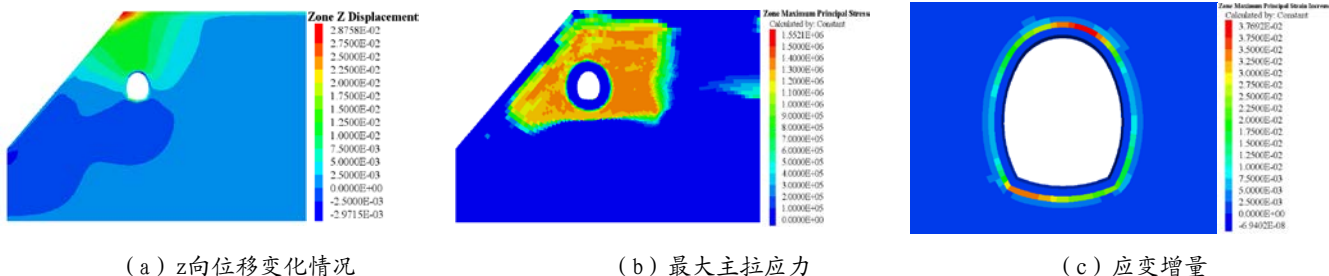 Zone Z Displacement
2.8758E-02
2.7500E-02
2.5000E-02
2.2500E-02
2.0000E-02
1.7500E-02
1.5000E-02
1.2500E-02
1.0000E-02
7.5000E-03
5.0000E-03
2.5000E-03
0.0000E+00
-2.5000E-03
-2.9715E-03
Zone Maximum Principal Stress
Calculated by: Constant
1.5521E+06
1.5000E+06
1.4000E+06
1.3000E+06
1.2000E+06
1.1000E+06
1.0000E+06
9.0000E+05
8.0000E+05
7.0000E+05
6.0000E+05
5.0000E+05
4.0000E+05
3.0000E+05
2.0000E+05
1.0000E+05
0.0000E+00
Zone Maximum Principal Strain Increm
Calculated by: Constant
3.7692E-02
3.7500E-02
3.5000E-02
3.2500E-02
3.0000E-02
2.7500E-02
2.5000E-02
2.2500E-02
2.0000E-02
1.7500E-02
1.5000E-02
1.2500E-02
1.0000E-02
7.5000E-03
5.0000E-03
2.5000E-03
0.0000E+00
-6.9402E-08
（a）z向位移变化情况
（b）最大主拉应力
（c）应变增量